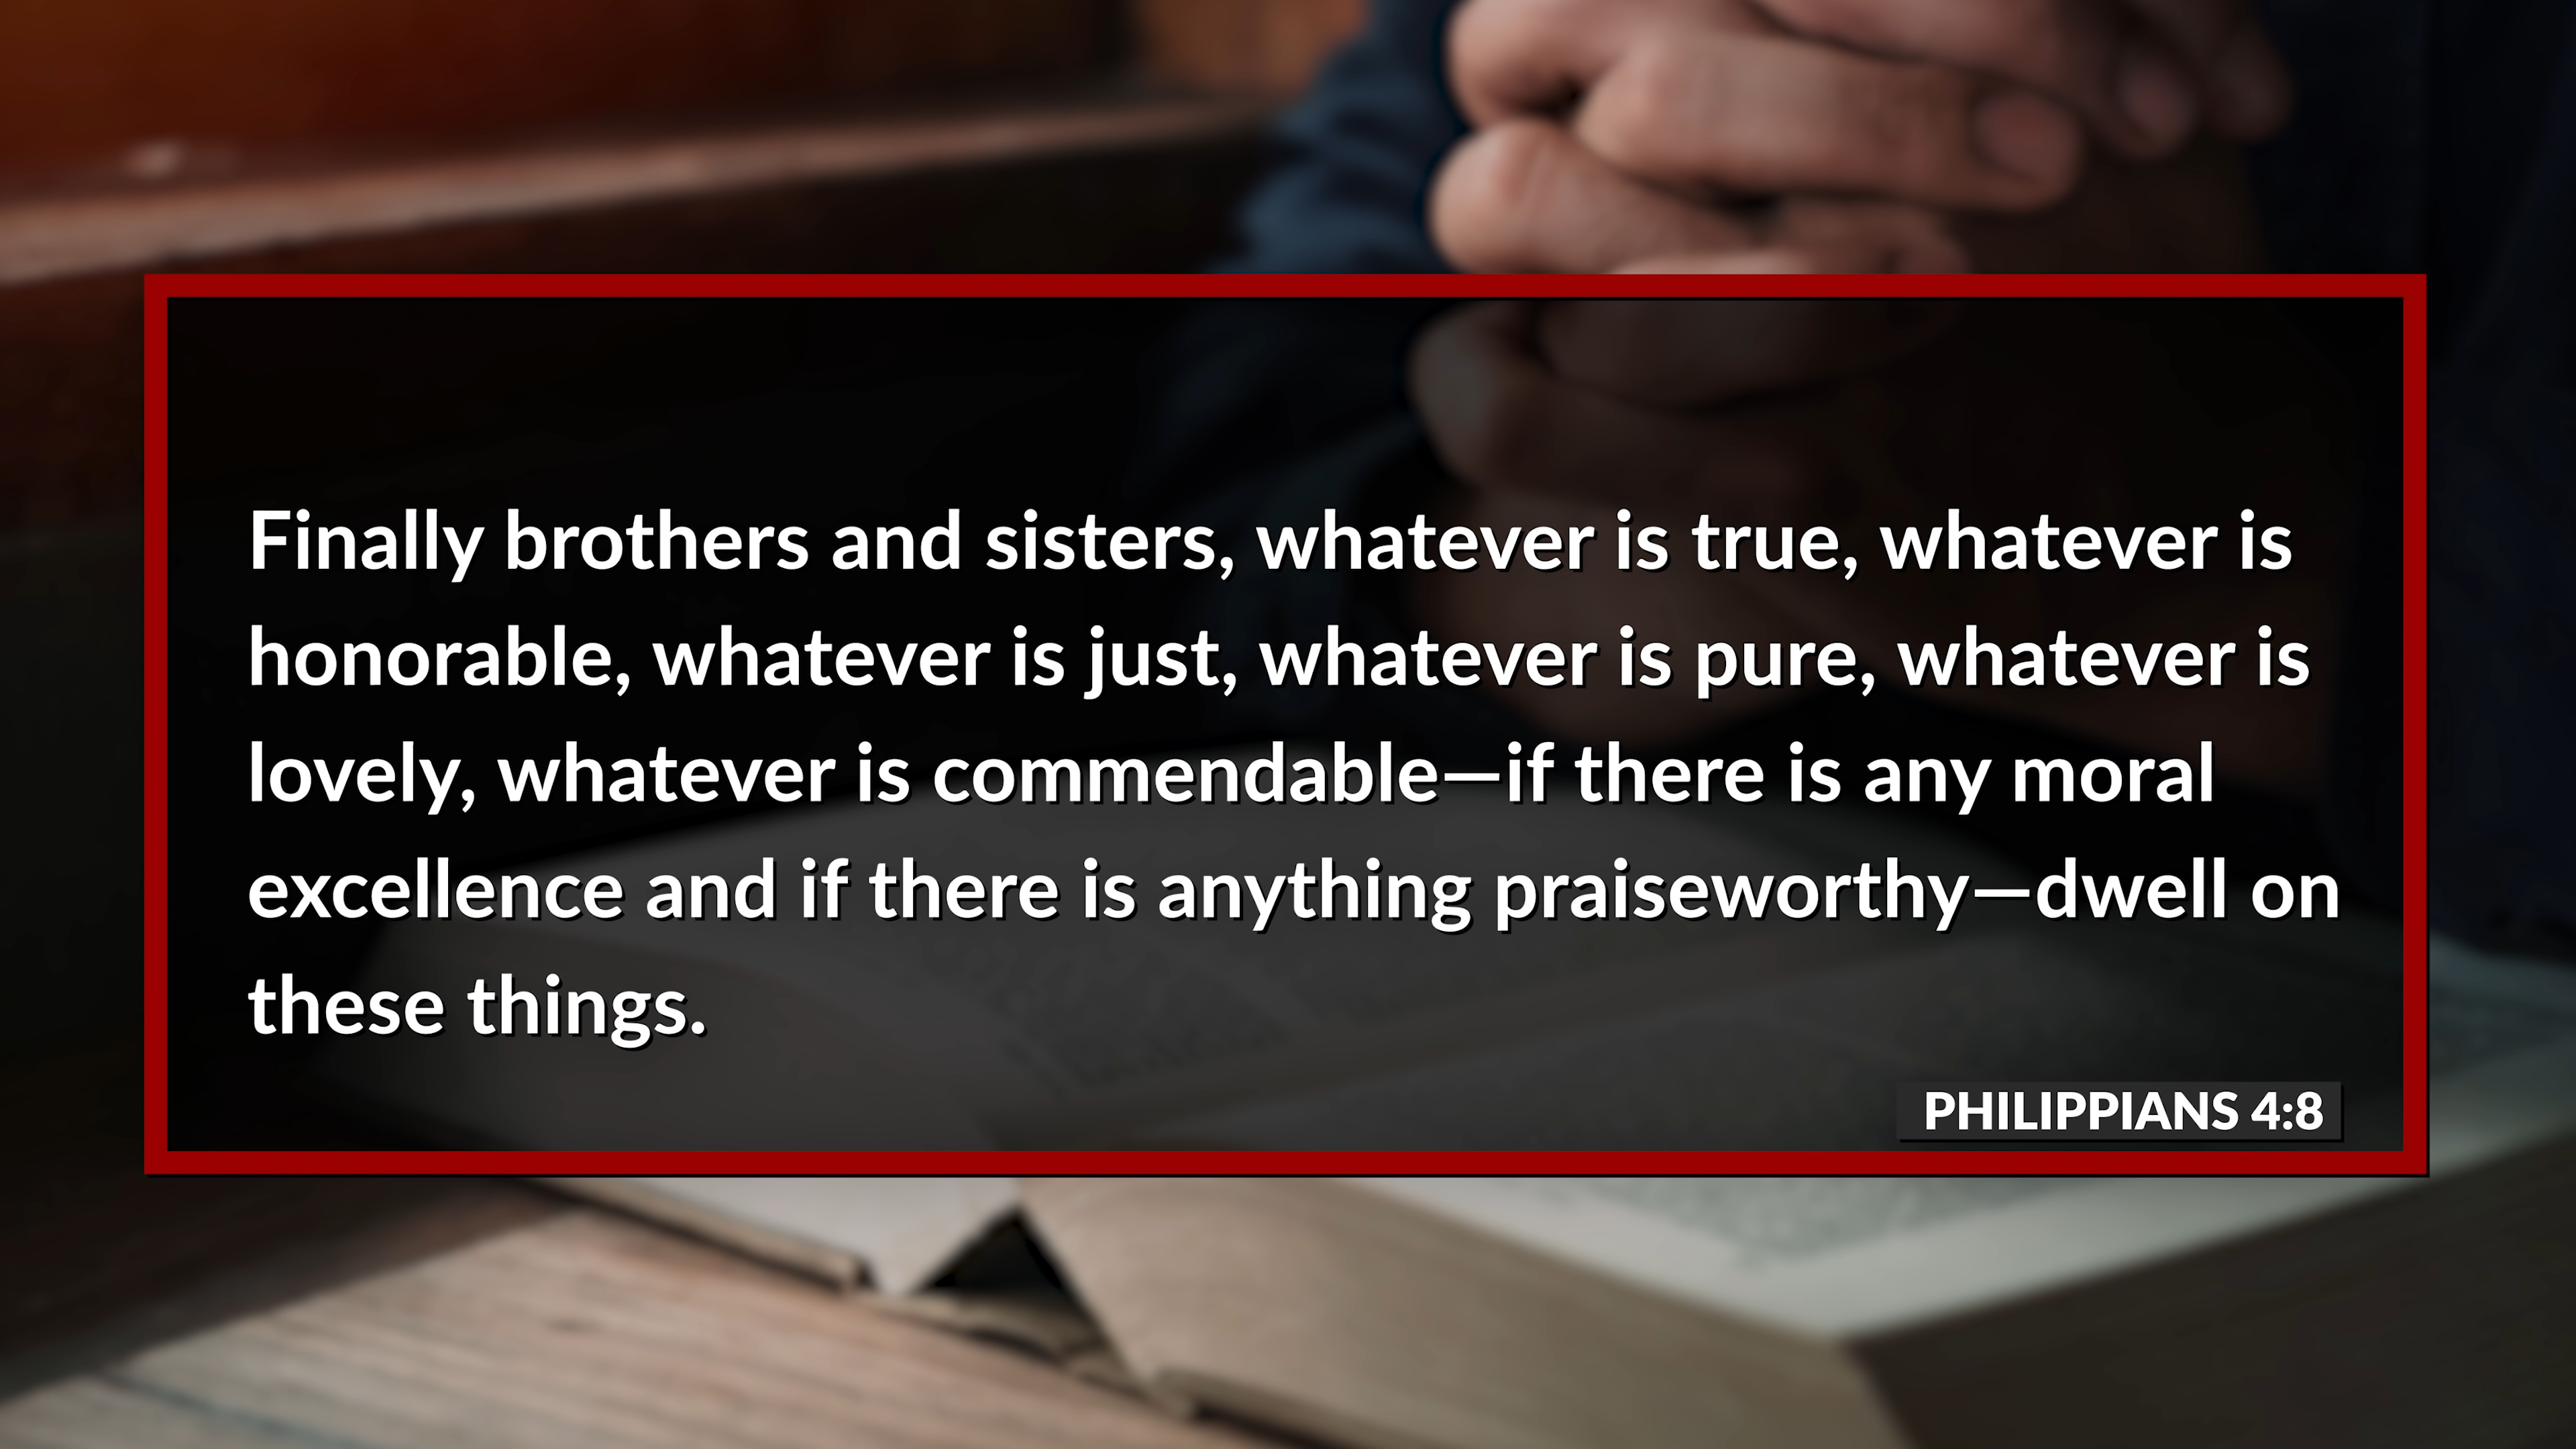 Finally brothers and sisters, whatever is true, whatever is
honorable, whatever is just, whatever is pure, whatever is
lovely, whatever is commendable—if there is any moral
excellence and if there is anything praiseworthy—dwell on
these things.
PHILIPPIANS 4:8